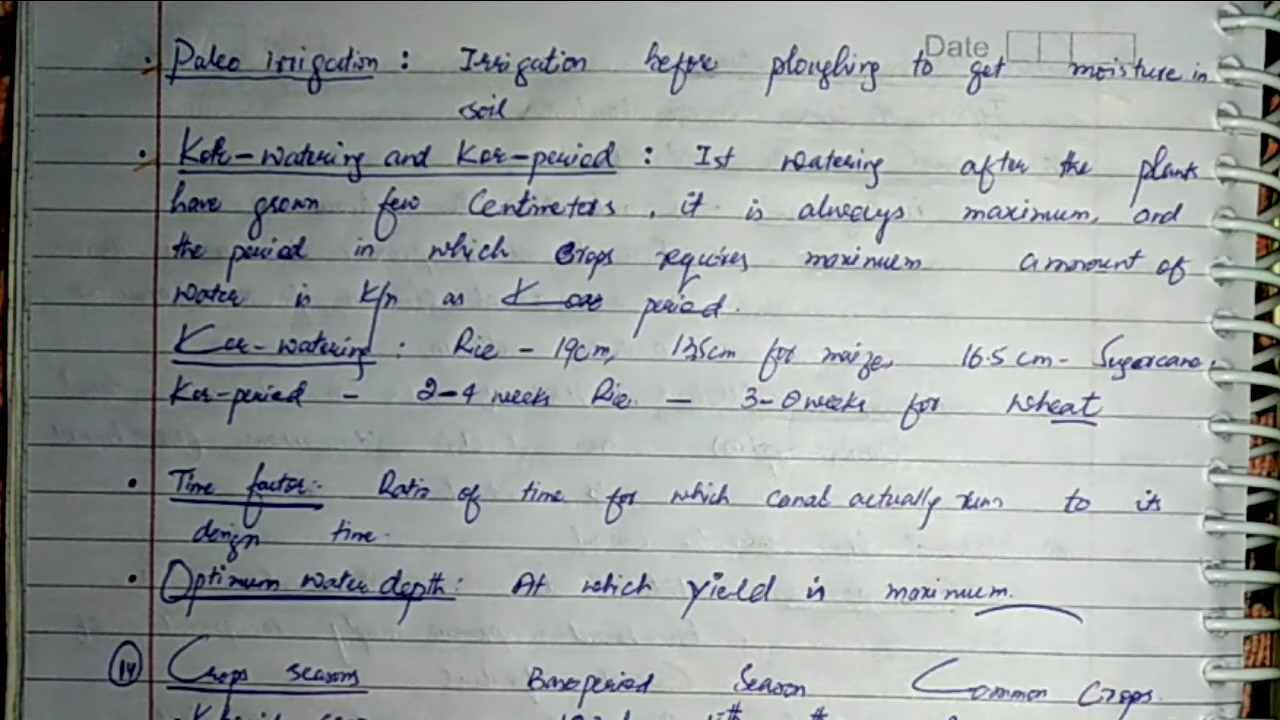 Date
Paleo irrigation : Irrigation before ploughing to get moisture in
soil
Kor-watering and Kor-period : Ist watering after the plants
have grown few Centimeters, it is always maximum, and
the period in which Crops requires maximum ammount of
water is k/n as Kor period.
Kor-watering : Rice - 19cm, 13.5cm for maize, 16.5 cm - Sugarcane,
Kor-period - 2-4 weeks Rice - 3-8 weeks for wheat
Time factor:- Ratio of time for which canal actually runs to its
design time.
Optimum water depth : At which yield is maximum.
14 Crops seasons Baseperiod Season Common Crops.